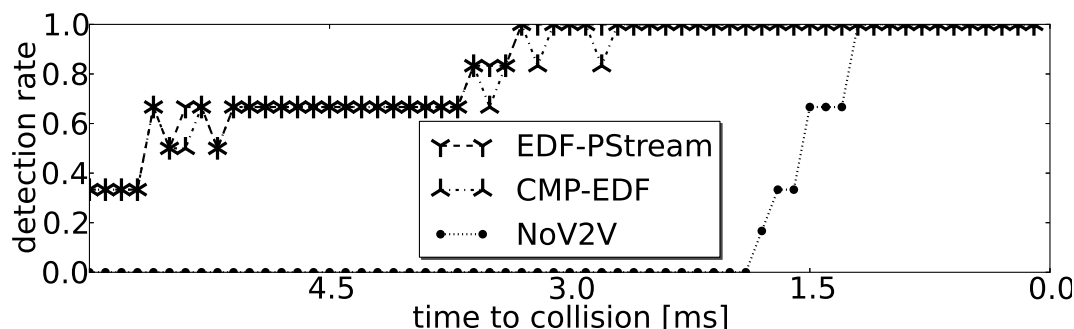 detection rate
1.0
0.8
0.6
0.4
0.2
0.0
EDF-PStream
CMP-EDF
NoV2V
4.5 3.0 1.5 0.0
time to collision [ms]